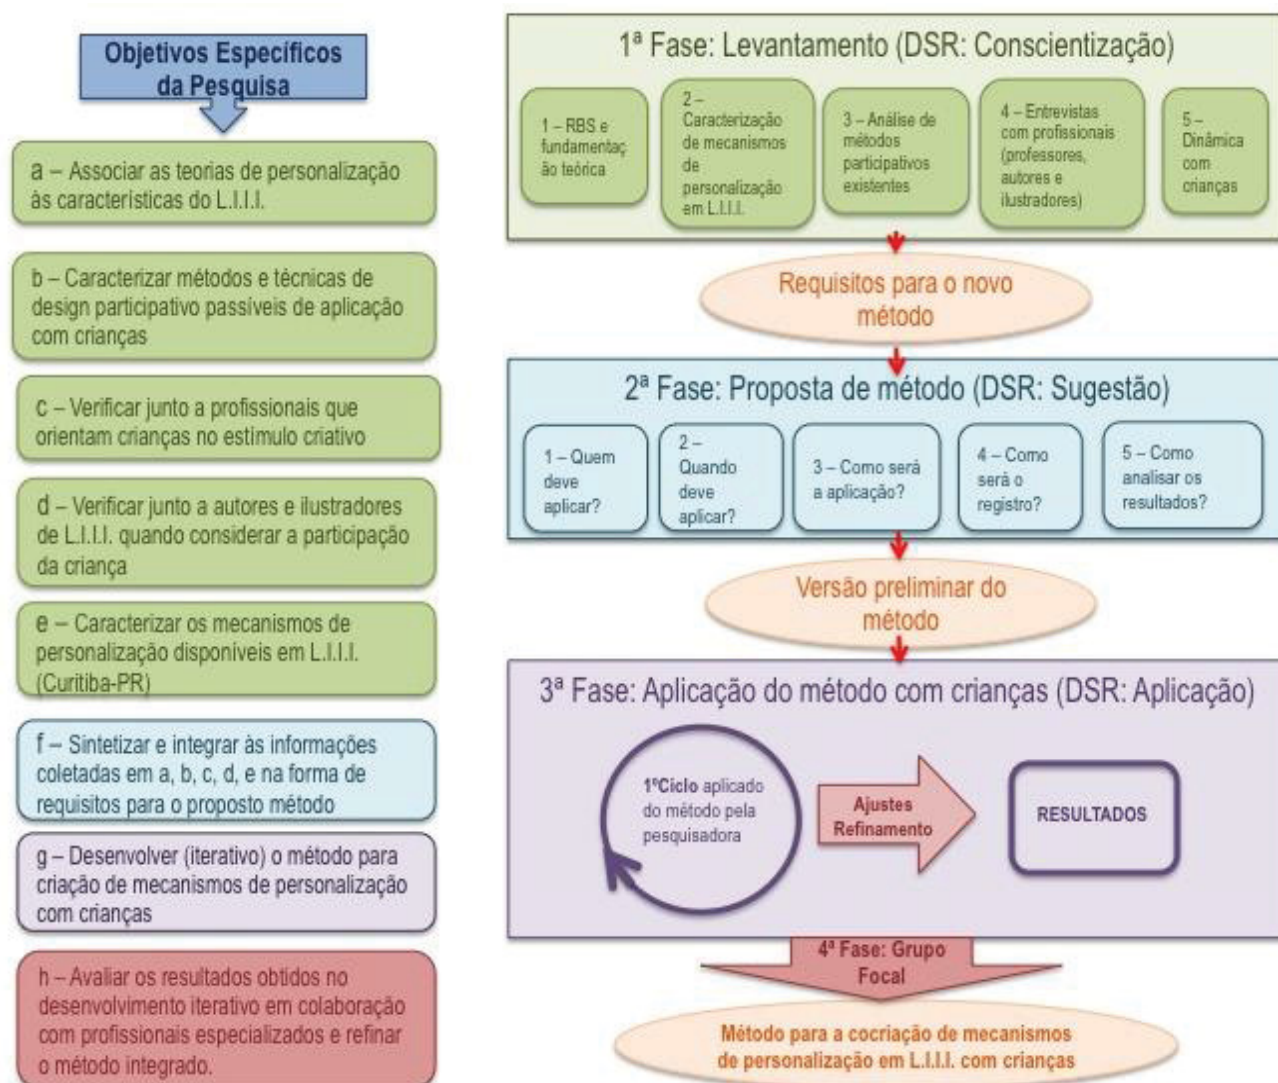 Objetivos Específicos
da Pesquisa
a – Associar as teorias de personalização
às características do L.I.I.I.
b – Caracterizar métodos e técnicas de
design participativo passíveis de aplicação
com crianças
c – Verificar junto a profissionais que
orientam crianças no estímulo criativo
d – Verificar junto a autores e ilustradores
de L.I.I.I. quando considerar a participação
da criança
e – Caracterizar os mecanismos de
personalização disponíveis em L.I.I.I.
(Curitiba-PR)
f – Sintetizar e integrar às informações
coletadas em a, b, c, d, e na forma de
requisitos para o proposto método
g – Desenvolver (iterativo) o método para
criação de mecanismos de personalização
com crianças
h – Avaliar os resultados obtidos no
desenvolvimento iterativo em colaboração
com profissionais especializados e refinar
o método integrado.
1ª Fase: Levantamento (DSR: Conscientização)
1 – RBS e
fundamentaç
ão teórica
2 –
Caracterização
de mecanismos
de
personalização
em L.I.I.I.
3 – Análise de
métodos
participativos
existentes
4 – Entrevistas
com profissionais
(professores,
autores e
ilustradores)
5 –
Dinâmica
com
crianças
Requisitos para o novo
método
2ª Fase: Proposta de método (DSR: Sugestão)
1 – Quem
deve
aplicar?
2 –
Quando
deve
aplicar?
3 – Como será
a aplicação?
4 – Como
será o
registro?
5 – Como
analisar os
resultados?
Versão preliminar do
método
3ª Fase: Aplicação do método com crianças (DSR: Aplicação)
1ºCiclo aplicado
do método pela
pesquisadora
Ajustes
Refinamento
RESULTADOS
4ª Fase: Grupo
Focal
Método para a cocriação de mecanismos
de personalização em L.I.I.I. com crianças